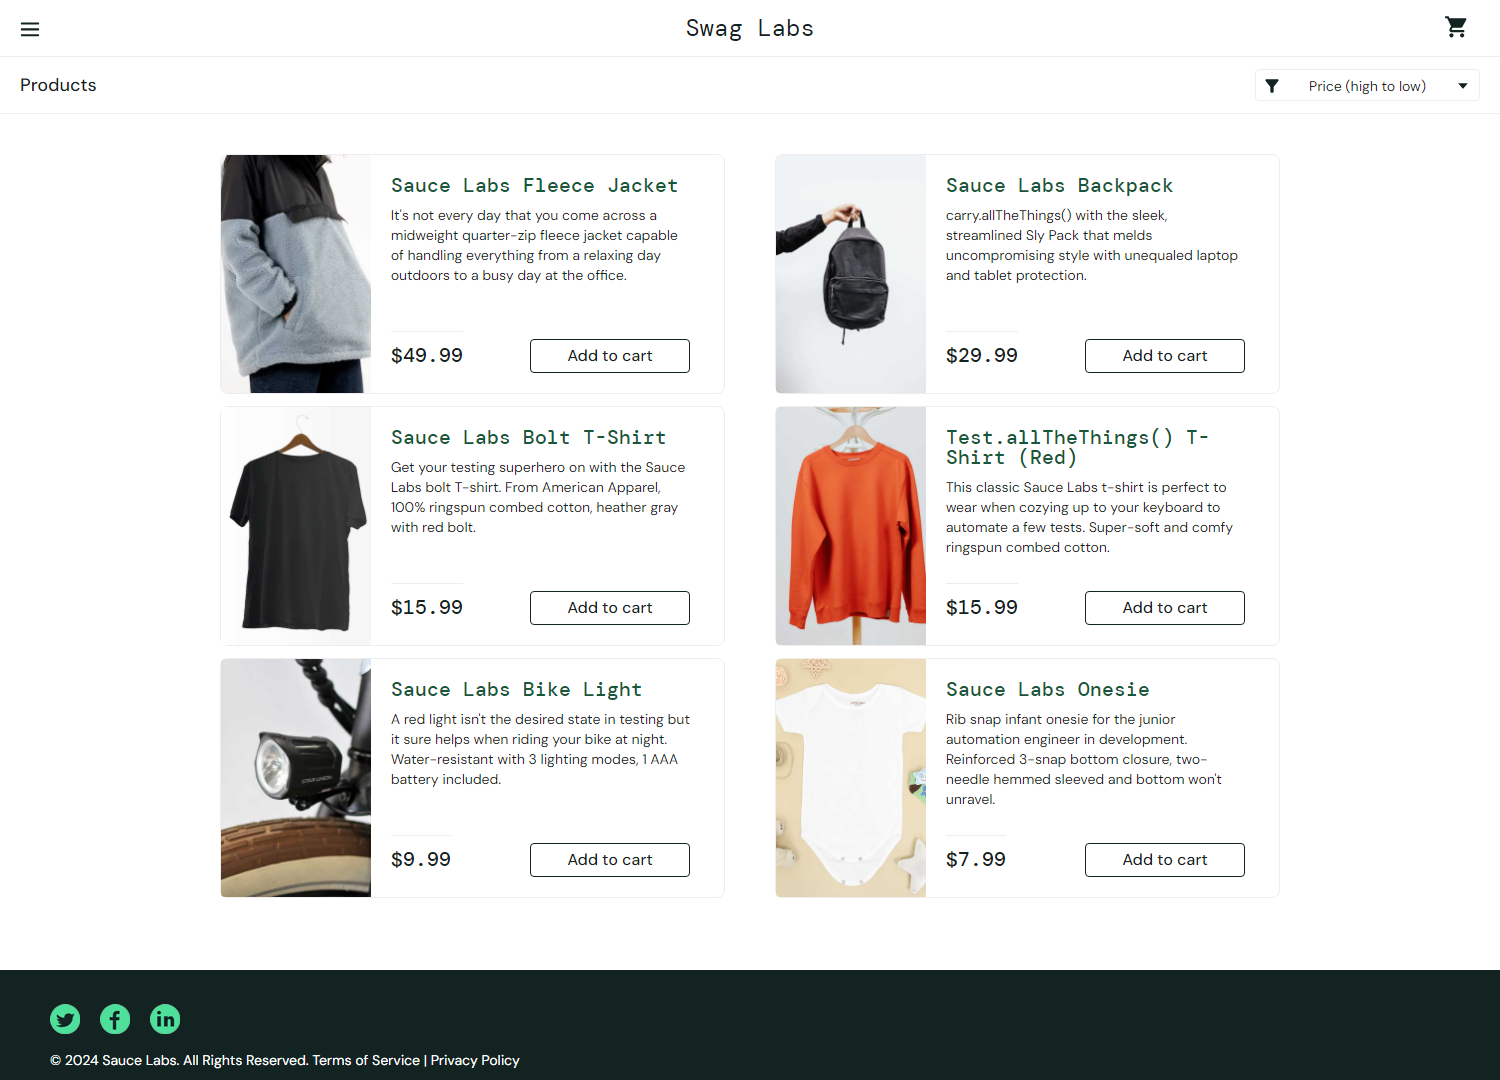 Swag Labs
Products
Price (high to low)
Sauce Labs Fleece Jacket
It's not every day that you come across a
midweight quarter-zip fleece jacket capable
of handling everything from a relaxing day
outdoors to a busy day at the office.
$49.99
Add to cart
Sauce Labs Backpack
carry.allTheThings() with the sleek,
streamlined Sly Pack that melds
uncompromising style with unequaled laptop
and tablet protection.
$29.99
Add to cart
Sauce Labs Bolt T-Shirt
Get your testing superhero on with the Sauce
Labs bolt T-shirt. From American Apparel,
100% ringspun combed cotton, heather gray
with red bolt.
$15.99
Add to cart
Test.allTheThings() T-
Shirt (Red)
This classic Sauce Labs t-shirt is perfect to
wear when cozying up to your keyboard to
automate a few tests. Super-soft and comfy
ringspun combed cotton.
$15.99
Add to cart
Sauce Labs Bike Light
A red light isn't the desired state in testing but
it sure helps when riding your bike at night.
Water-resistant with 3 lighting modes, 1 AAA
battery included.
$9.99
Add to cart
Sauce Labs Onesie
Rib snap infant onesie for the junior
automation engineer in development.
Reinforced 3-snap bottom closure, two-
needle hemmed sleeved and bottom won't
unravel.
$7.99
Add to cart
© 2024 Sauce Labs. All Rights Reserved. Terms of Service | Privacy Policy